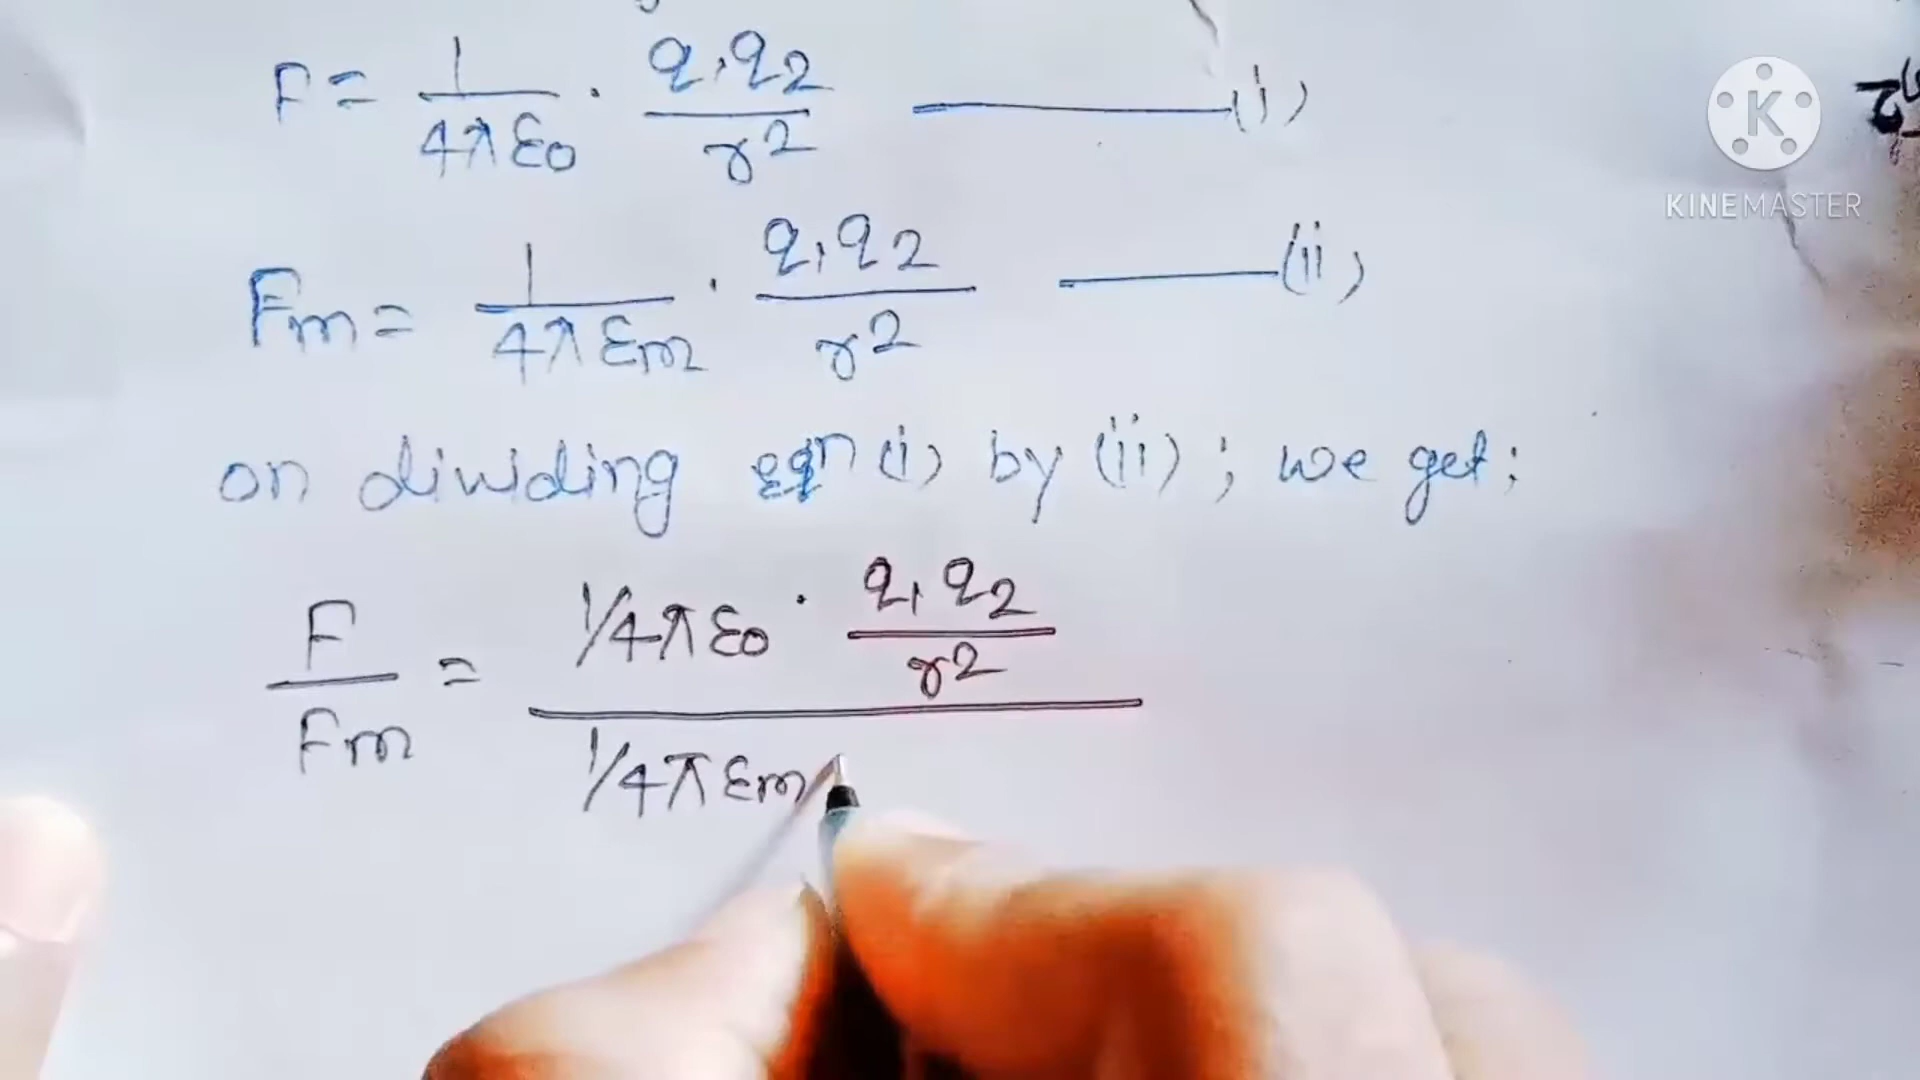 F = 1/4πε0 · q1q2/r2 ———(i)
KINEMASTER
Fm = 1/4πεm · q1q2/r2 ———(ii)
on dividing eqn (i) by (ii); we get;
F/Fm = 1/4πε0 · q1q2/r2
1/4πεm